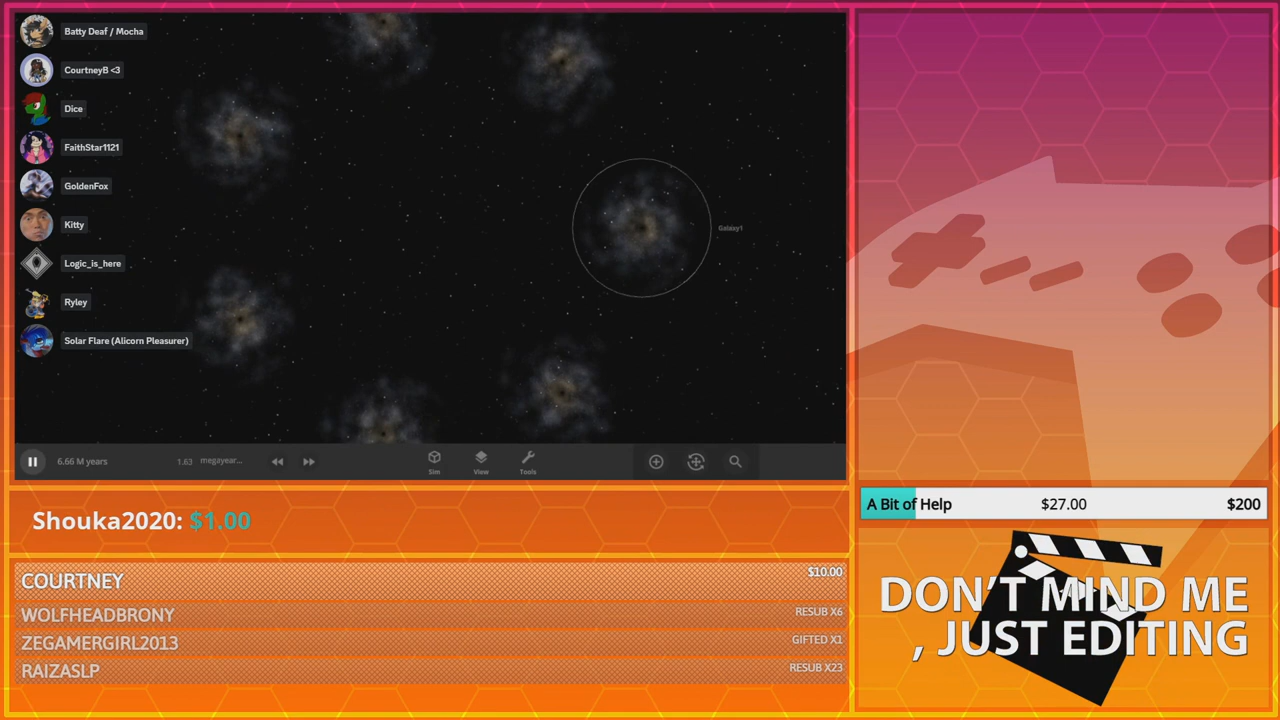 Batty Deaf / Mocha
CourtneyB <3
Dice
FaithStar1121
GoldenFox
Kitty
Logic_is_here
Ryley
Solar Flare (Alicorn Pleasurer)
Galaxy1
6.66 M years
1.63 megayear...
Sim
View
Tools
Shouka2020: $1.00
COURTNEY $10.00
WOLFHEADBRONY RESUB X6
ZEGAMERGIRL2013 GIFTED X1
RAIZASLP RESUB X23
A Bit of Help $27.00 $200
DON'T MIND ME
, JUST EDITING